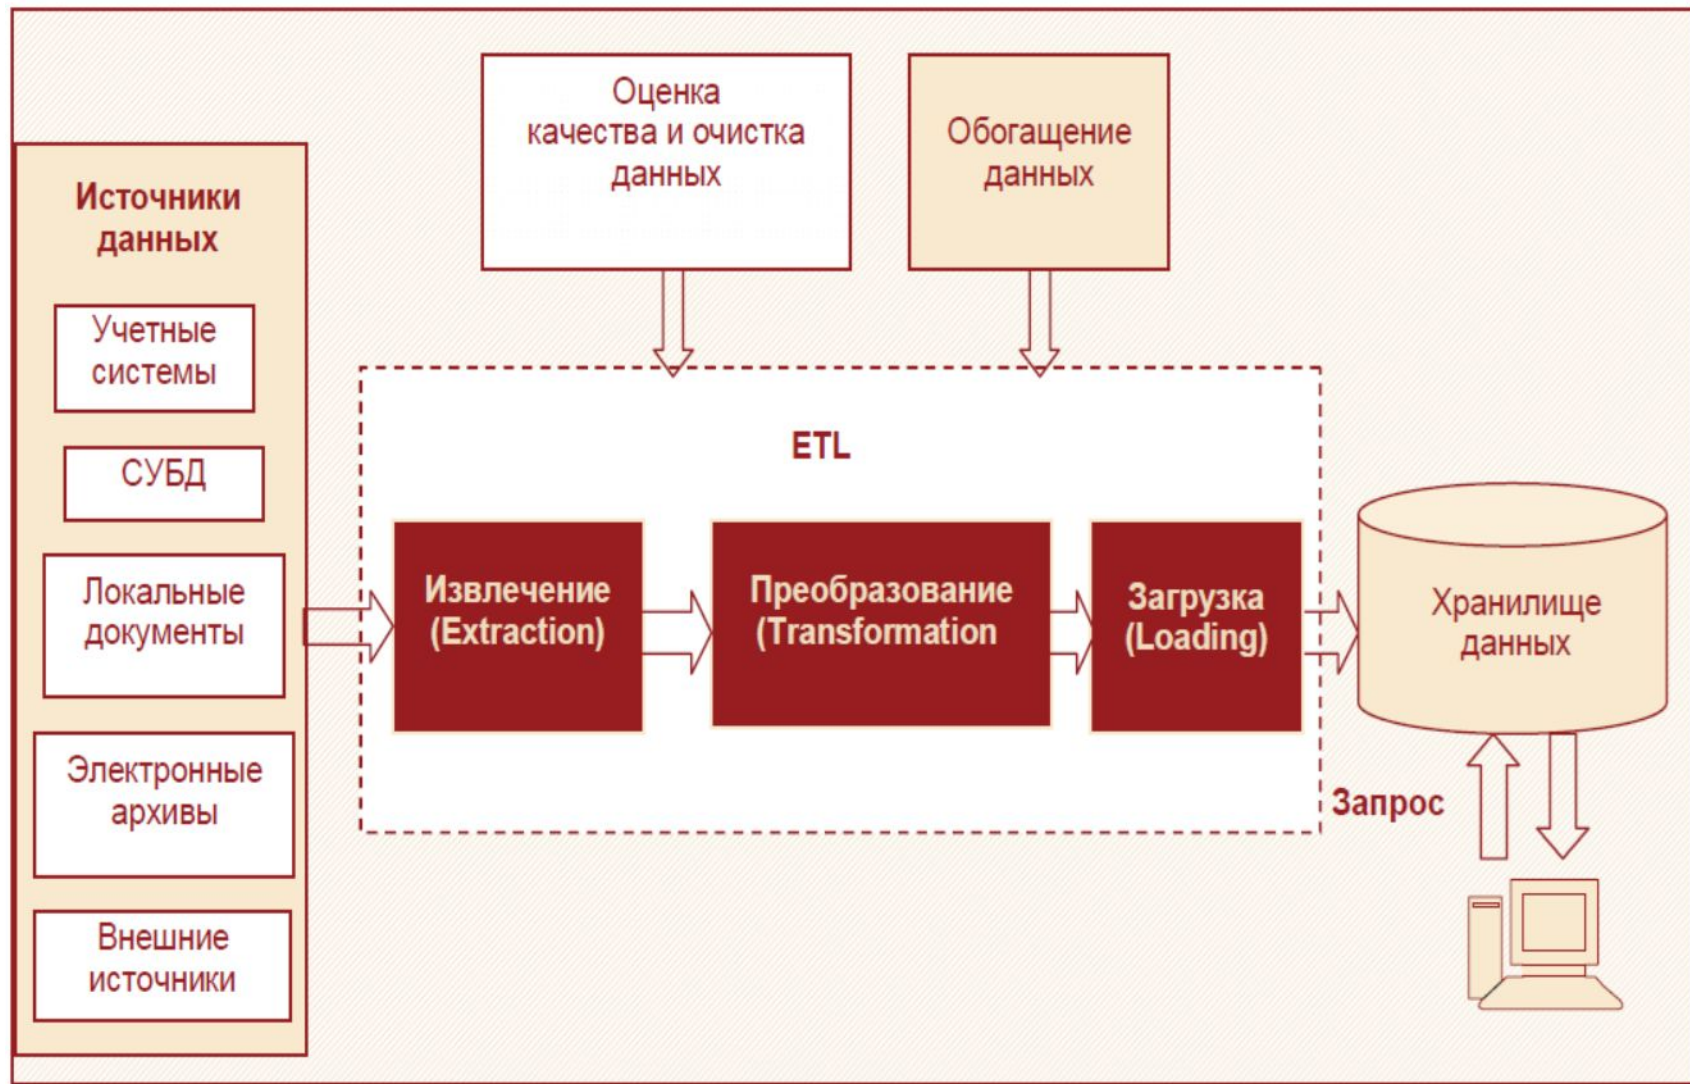 Оценка
качества и очистка
данных
Обогащение
данных
Источники
данных
Учетные
системы
СУБД
Локальные
документы
Электронные
архивы
Внешние
источники
ETL
Извлечение
(Extraction)
Преобразование
(Transformation
Загрузка
(Loading)
Хранилище
данных
Запрос